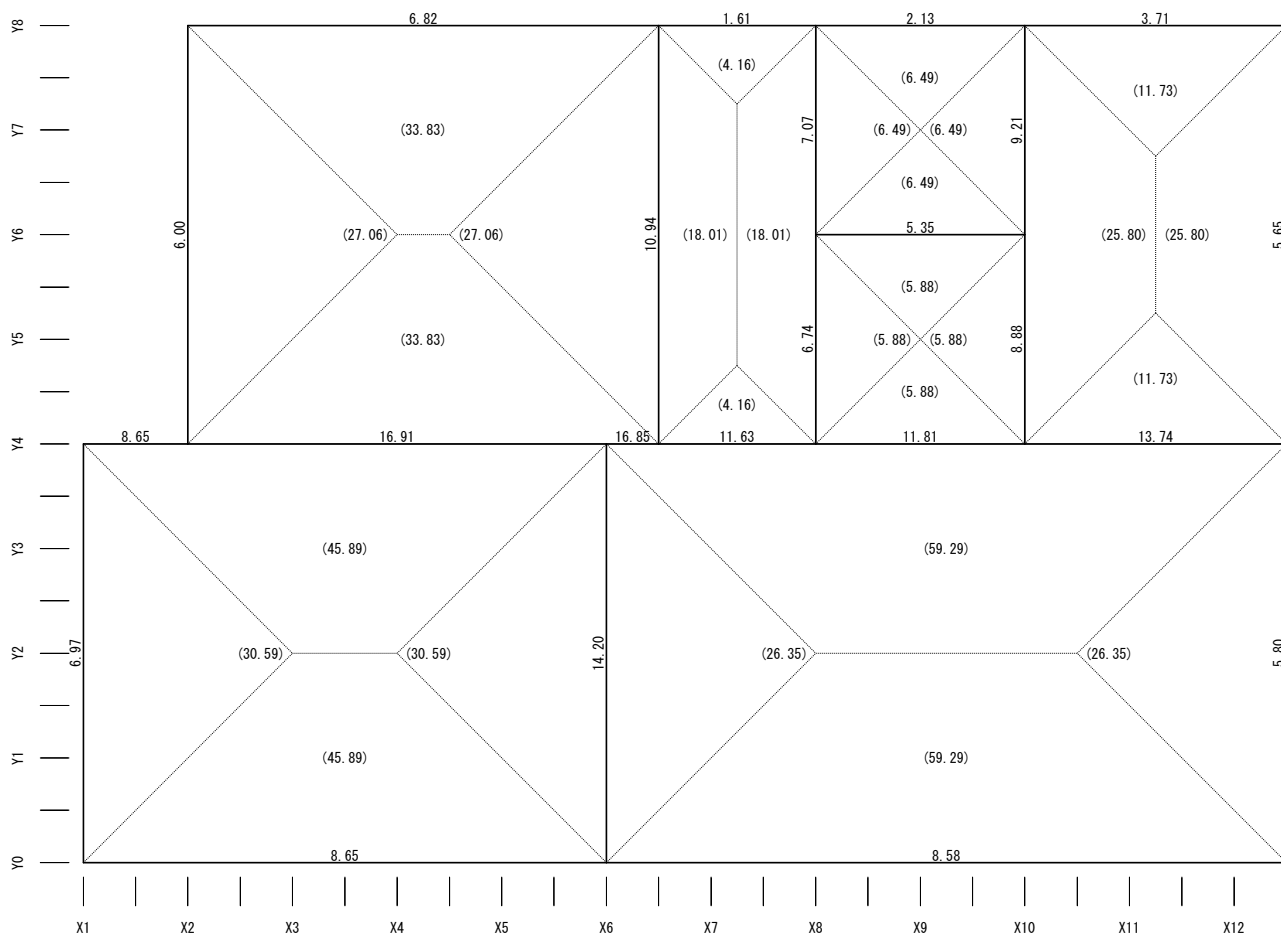 Y8
6.82
1.61
2.13
3.71
(4.16)
(6.49)
(11.73)
Y7
(33.83)
7.07
(6.49)
(6.49)
9.21
(6.49)
Y6
6.00
(27.06)
(27.06)
10.94
(18.01)
(18.01)
5.35
(25.80)
(25.80)
5.65
(5.88)
Y5
(33.83)
6.74
(5.88)
(5.88)
8.88
(11.73)
(4.16)
(5.88)
Y4
8.65
16.91
16.85
11.63
11.81
13.74
Y3
(45.89)
(59.29)
Y2
6.97
(30.59)
(30.59)
14.20
(26.35)
(26.35)
5.80
Y1
(45.89)
(59.29)
Y0
8.65
8.58
X1
X2
X3
X4
X5
X6
X7
X8
X9
X10
X11
X12